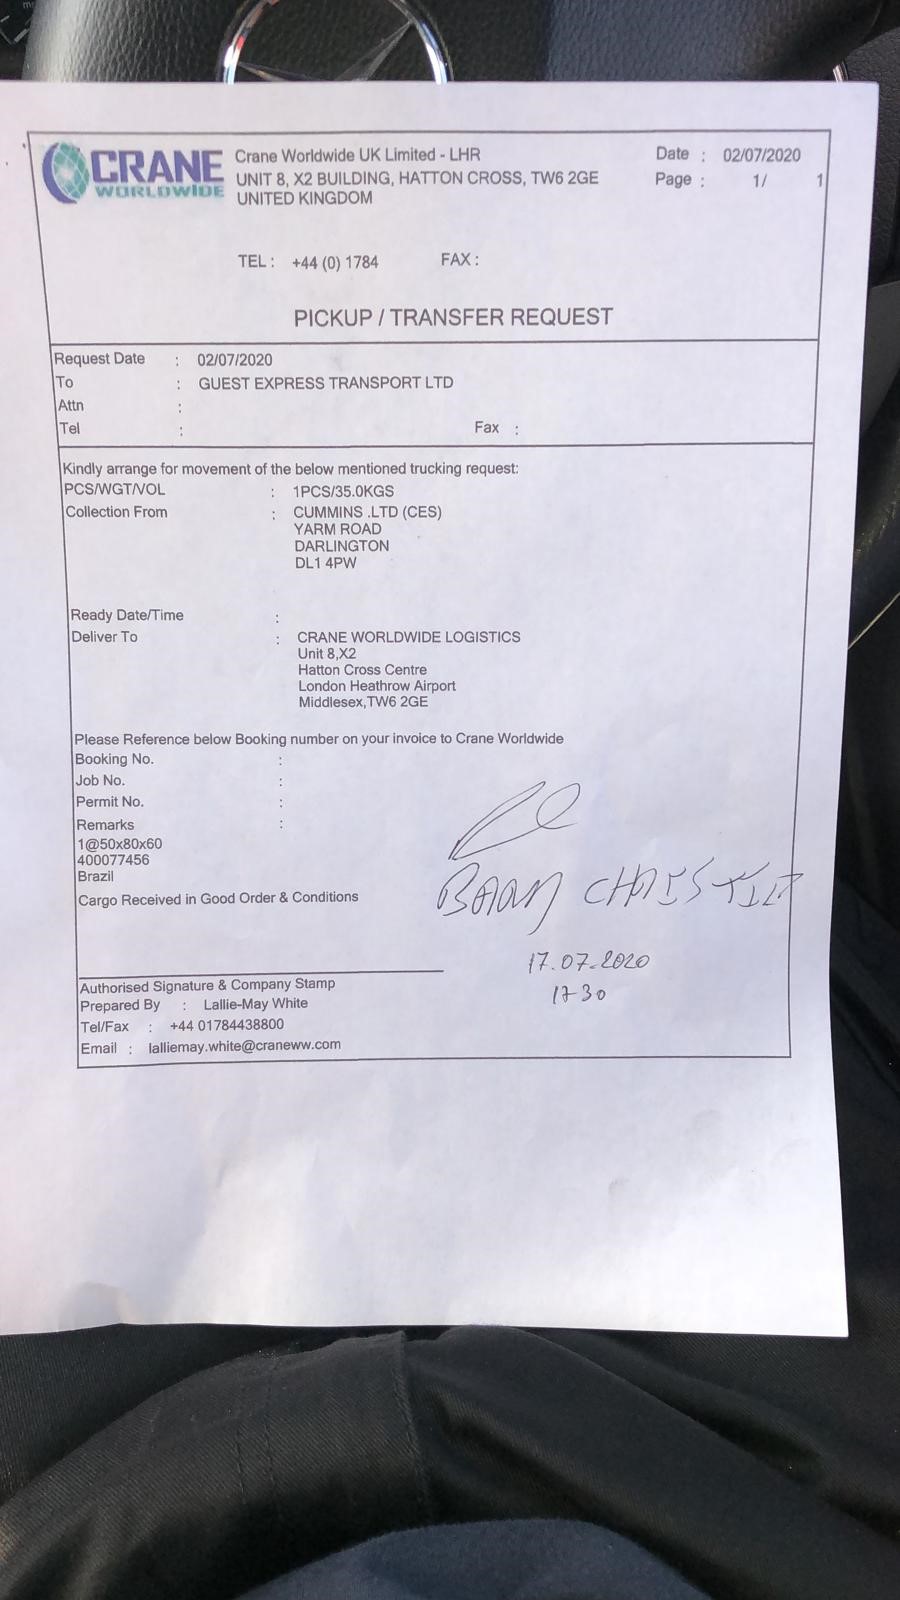 CRANE
WORLDWIDE
Crane Worldwide UK Limited - LHR
UNIT 8, X2 BUILDING, HATTON CROSS, TW6 2GE
UNITED KINGDOM
Date : 02/07/2020
Page : 1/ 1
TEL : +44 (0) 1784 FAX :
PICKUP / TRANSFER REQUEST
Request Date : 02/07/2020
To : GUEST EXPRESS TRANSPORT LTD
Attn :
Tel : Fax :
Kindly arrange for movement of the below mentioned trucking request:
PCS/WGT/VOL : 1PCS/35.0KGS
Collection From : CUMMINS .LTD (CES)
YARM ROAD
DARLINGTON
DL1 4PW
Ready Date/Time :
Deliver To : CRANE WORLDWIDE LOGISTICS
Unit 8,X2
Hatton Cross Centre
London Heathrow Airport
Middlesex,TW6 2GE
Please Reference below Booking number on your invoice to Crane Worldwide
Booking No. :
Job No. :
Permit No. :
Remarks :
1@50x80x60
400077456
Brazil
Cargo Received in Good Order & Conditions
17.07-2020
1730
Authorised Signature & Company Stamp
Prepared By : Lallie-May White
Tel/Fax : +44 01784438800
Email : lalliemay.white@craneww.com